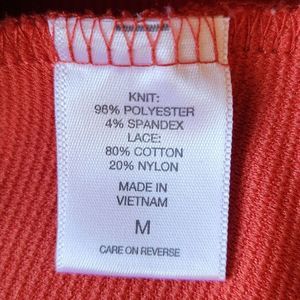 KNIT:
96% POLYESTER
4% SPANDEX
LACE:
80% COTTON
20% NYLON
MADE IN
VIETNAM
M
CARE ON REVERSE